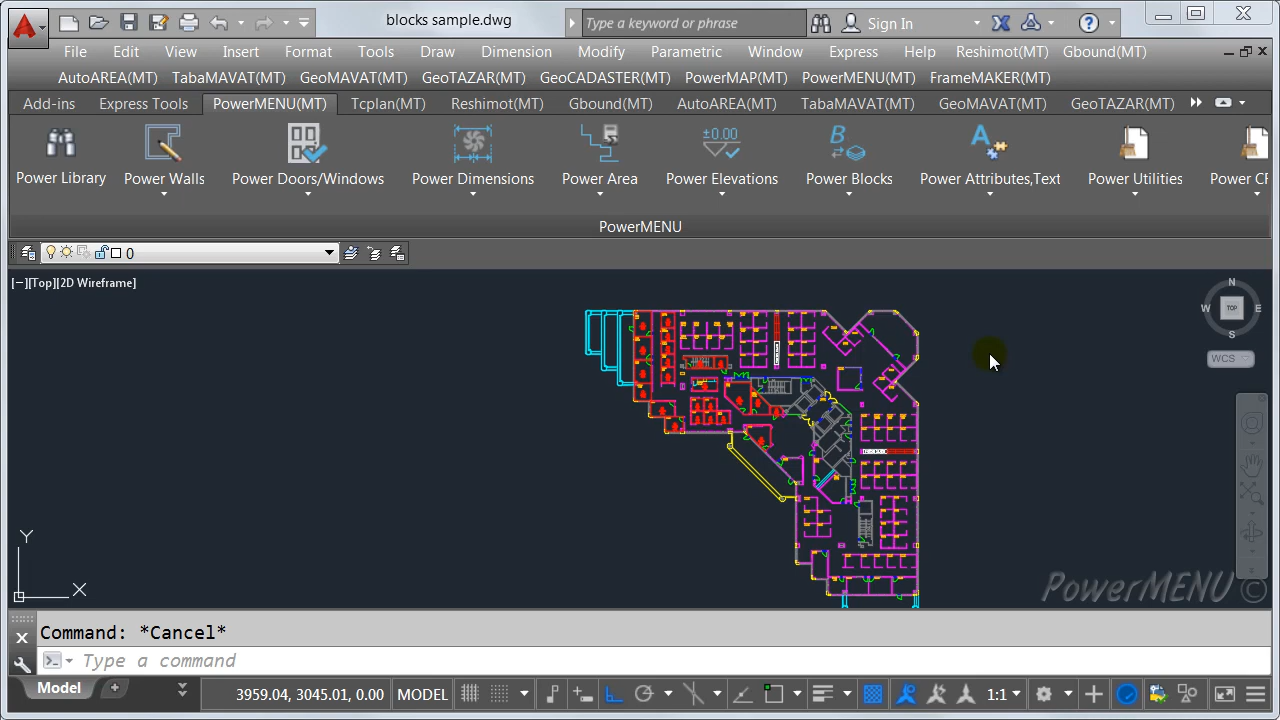 blocks sample.dwg
Type a keyword or phrase
Sign In
File Edit View Insert Format Tools Draw Dimension Modify Parametric Window Express Help Reshimot(MT) Gbound(MT)
AutoAREA(MT) TabaMAVAT(MT) GeoMAVAT(MT) GeoTAZAR(MT) GeoCADASTER(MT) PowerMAP(MT) PowerMENU(MT) FrameMAKER(MT)
Add-ins Express Tools PowerMENU(MT) Tcplan(MT) Reshimot(MT) Gbound(MT) AutoAREA(MT) TabaMAVAT(MT) GeoMAVAT(MT) GeoTAZAR(MT)
±0.00 B A
Power Library Power Walls Power Doors/Windows Power Dimensions Power Area Power Elevations Power Blocks Power Attributes,Text Power Utilities Power CF
PowerMENU
0
[−][Top][2D Wireframe]
N
W TOP E
S
WCS
Y
X
PowerMENU ©
Command: *Cancel*
Type a command
Model + 3959.04, 3045.01, 0.00 MODEL 1:1